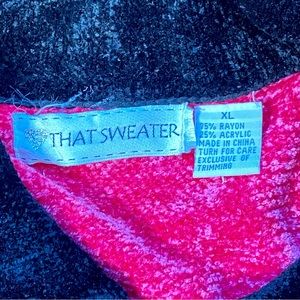 THAT SWEATER
XL
75% RAYON
25% ACRYLIC
MADE IN CHINA
TURN FOR CARE
EXCLUSIVE OF
TRIMMING